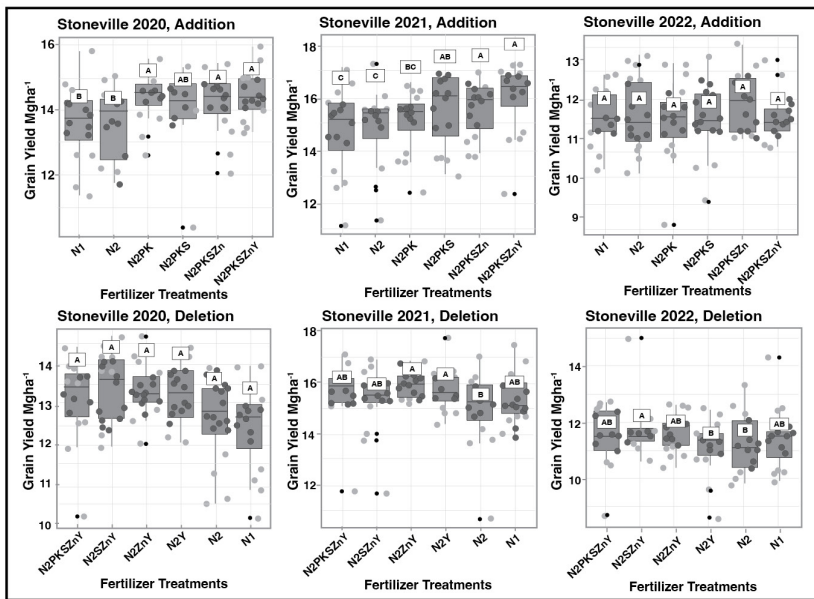 Stoneville 2020, Addition
Grain Yield Mgha⁻¹
16
14
12
B
B
A
AB
A
A
N1
N2
N2PK
N2PKS
N2PKSZn
N2PKSZnY
Fertilizer Treatments
Stoneville 2021, Addition
Grain Yield Mgha⁻¹
18
16
14
12
C
C
BC
AB
A
A
N1
N2
N2PK
N2PKS
N2PKSZn
N2PKSZnY
Fertilizer Treatments
Stoneville 2022, Addition
Grain Yield Mgha⁻¹
13
12
11
10
9
A
A
A
A
A
A
N1
N2
N2PK
N2PKS
N2PKSZn
N2PKSZnY
Fertilizer Treatments
Stoneville 2020, Deletion
Grain Yield Mgha⁻¹
14
13
12
11
10
A
A
A
A
A
A
N2PKSZnY
N2SZnY
N2ZnY
N2Y
N2
N1
Fertilizer Treatments
Stoneville 2021, Deletion
Grain Yield Mgha⁻¹
18
16
14
12
AB
AB
A
A
B
AB
N2PKSZnY
N2SZnY
N2ZnY
N2Y
N2
N1
Fertilizer Treatments
Stoneville 2022, Deletion
Grain Yield Mgha⁻¹
14
12
10
AB
A
AB
B
B
AB
N2PKSZnY
N2SZnY
N2ZnY
N2Y
N2
N1
Fertilizer Treatments